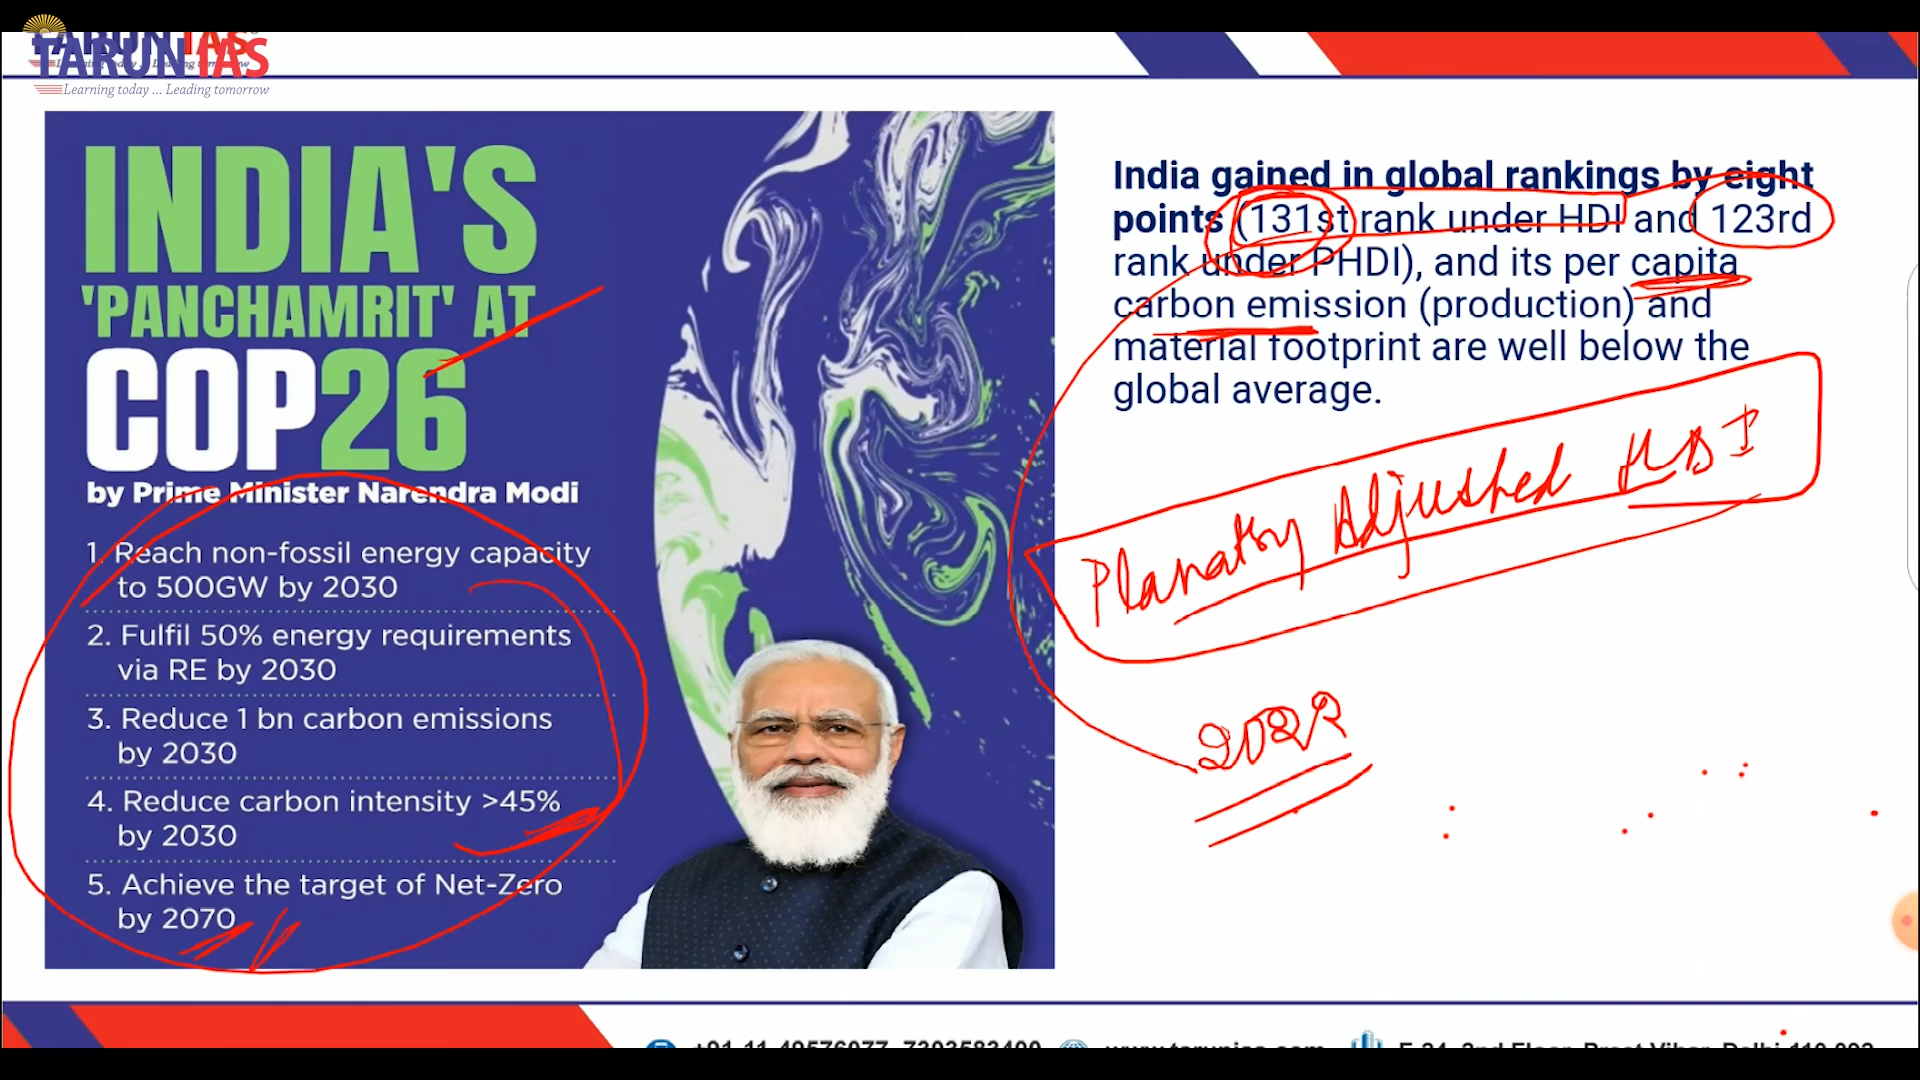 TARUN IAS
Learning today ... Leading tomorrow
INDIA'S
'PANCHAMRIT' AT
COP26
by Prime Minister Narendra Modi
1. Reach non-fossil energy capacity
to 500GW by 2030
2. Fulfil 50% energy requirements
via RE by 2030
3. Reduce 1 bn carbon emissions
by 2030
4. Reduce carbon intensity >45%
by 2030
5. Achieve the target of Net-Zero
by 2070
India gained in global rankings by eight
points (131st rank under HDI and 123rd
rank under PHDI), and its per capita
carbon emission (production) and
material footprint are well below the
global average.
Planatry Adjushed HDI
2022